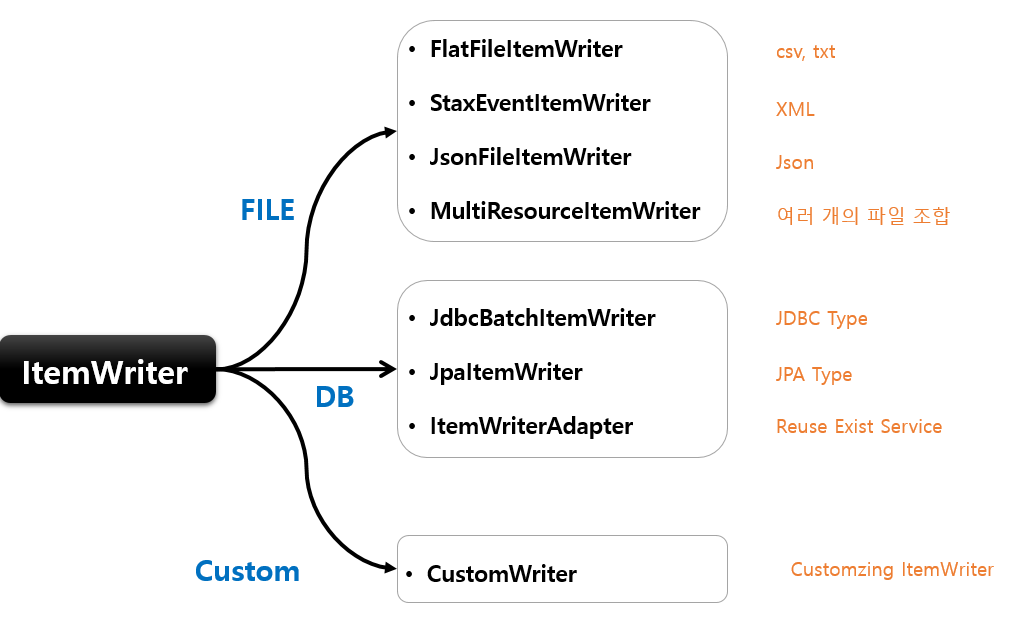 • FlatFileItemWriter csv, txt
• StaxEventItemWriter XML
• JsonFileItemWriter Json
• MultiResourceItemWriter 여러 개의 파일 조합
FILE
• JdbcBatchItemWriter JDBC Type
ItemWriter
• JpaItemWriter JPA Type
DB
• ItemWriterAdapter Reuse Exist Service
Custom
• CustomWriter Customzing ItemWriter